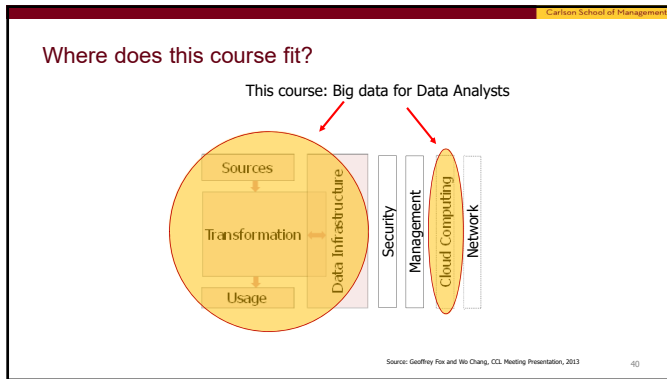 Carlson School of Management
Where does this course fit?
This course: Big data for Data Analysts
Sources
Transformation
Usage
Data Infrastructure
Security
Management
Cloud Computing
Network
Source: Geoffrey Fox and Wo Chang, CCL Meeting Presentation, 2013
40